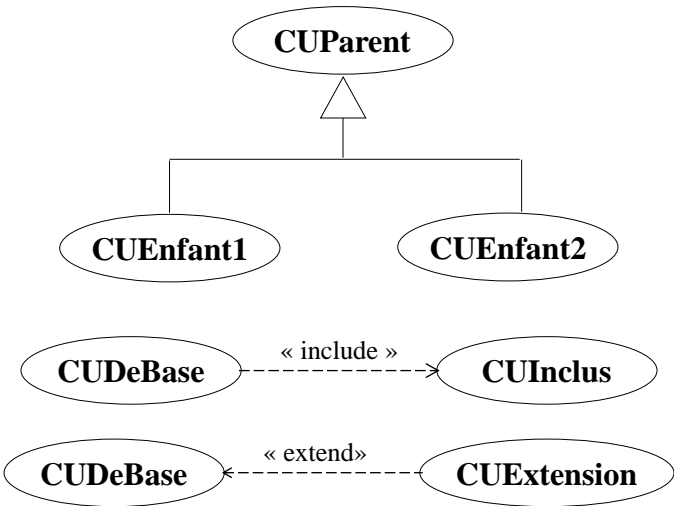 CUParent
CUEnfant1 CUEnfant2
« include »
CUDeBase CUInclus
« extend»
CUDeBase CUExtension